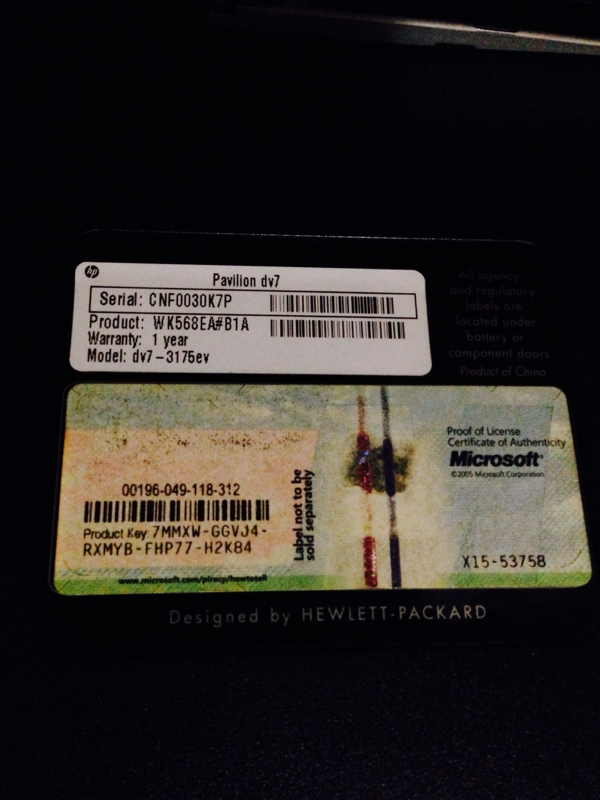 hp
Pavilion dv7
Serial: CNF0030K7P
Product: WK568EA#B1A
Warranty: 1 year
Model: dv7-3175ev
All agency
and regulatory
labels are
located under
battery or
component doors
Product of China
Proof of License
Certificate of Authenticity
Microsoft®
©2005 Microsoft Corporation
00196-049-118-312
Product Key: 7MMXW-GGVJ4-
RXMYB-FHP77-H2K84
Label not to be
sold separately
X15-53758
www.microsoft.com/piracy/howtotell
Designed by HEWLETT-PACKARD